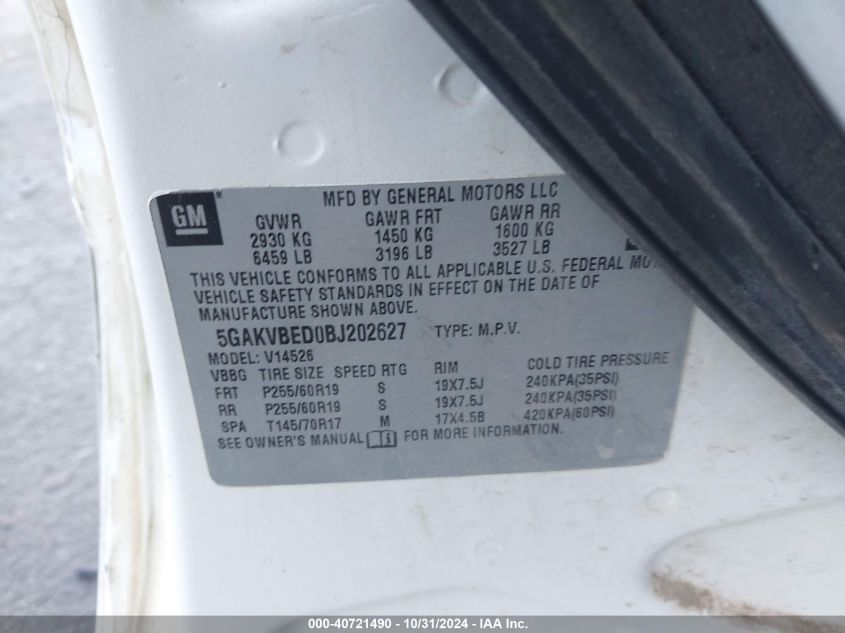 MFD BY GENERAL MOTORS LLC
GM
GVWR GAWR FRT GAWR RR
2930 KG 1450 KG 1600 KG
6459 LB 3196 LB 3527 LB
THIS VEHICLE CONFORMS TO ALL APPLICABLE U.S. FEDERAL
VEHICLE SAFETY STANDARDS IN EFFECT ON THE DATE OF
MANUFACTURE SHOWN ABOVE.
5GAKVBED0BJ202627 TYPE: M.P.V.
MODEL: V14526
VBBG TIRE SIZE SPEED RTG RIM COLD TIRE PRESSURE
FRT P255/60R19 S 19X7.5J 240KPA(35PSI)
RR P255/60R19 S 19X7.5J 240KPA(35PSI)
SPA T145/70R17 M 17X4.5B 420KPA(60PSI)
SEE OWNER'S MANUAL FOR MORE INFORMATION.
000-40721490 - 10/31/2024 - IAA Inc.